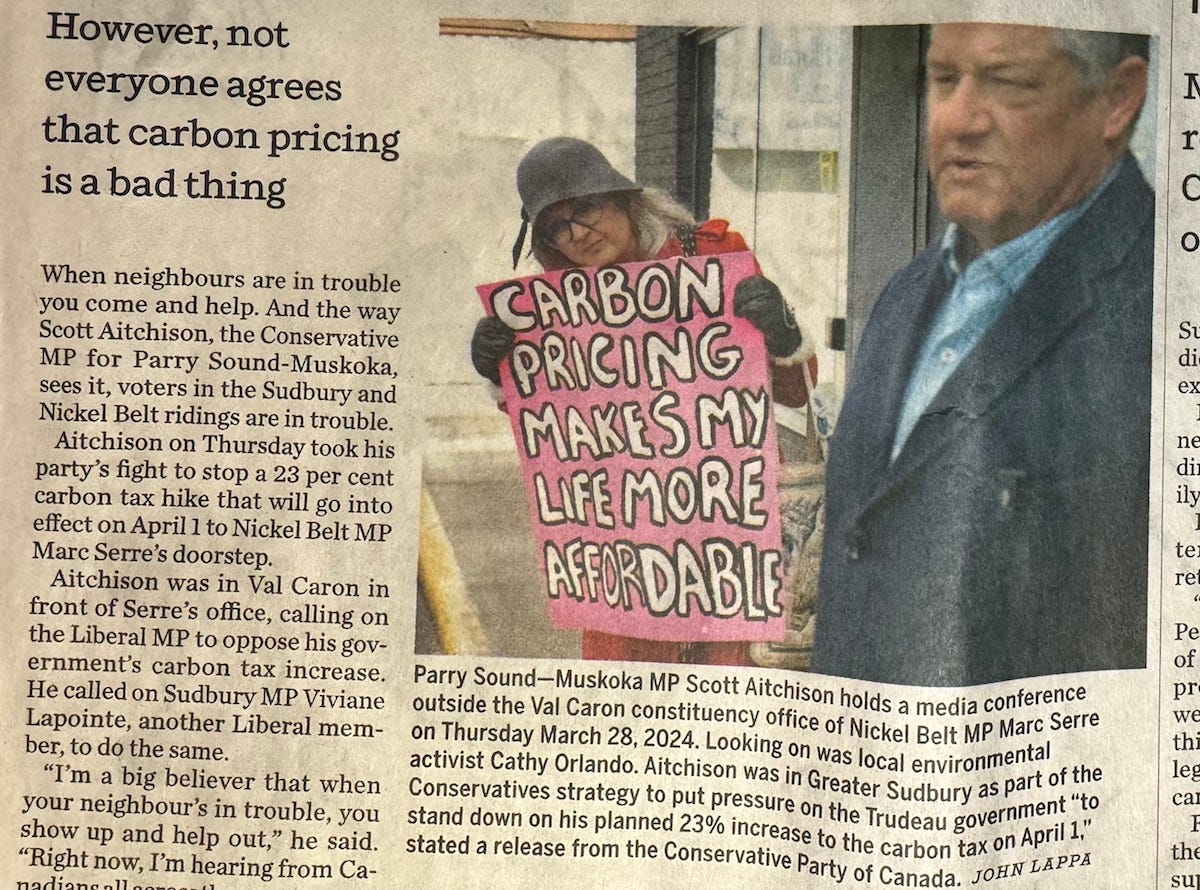 However, not
everyone agrees
that carbon pricing
is a bad thing
When neighbours are in trouble
you come and help. And the way
Scott Aitchison, the Conservative
MP for Parry Sound-Muskoka,
sees it, voters in the Sudbury and
Nickel Belt ridings are in trouble.
Aitchison on Thursday took his
party's fight to stop a 23 per cent
carbon tax hike that will go into
effect on April 1 to Nickel Belt MP
Marc Serre's doorstep.
Aitchison was in Val Caron in
front of Serre's office, calling on
the Liberal MP to oppose his gov-
ernment's carbon tax increase.
He called on Sudbury MP Viviane
Lapointe, another Liberal mem-
ber, to do the same.
"I'm a big believer that when
your neighbour's in trouble, you
show up and help out," he said.
"Right now, I'm hearing from Ca-
CARBON
PRICING
MAKES MY
LIFE MORE
AFFORDABLE
Parry Sound—Muskoka MP Scott Aitchison holds a media conference
outside the Val Caron constituency office of Nickel Belt MP Marc Serre
on Thursday March 28, 2024. Looking on was local environmental
activist Cathy Orlando. Aitchison was in Greater Sudbury as part of the
Conservatives strategy to put pressure on the Trudeau government "to
stand down on his planned 23% increase to the carbon tax on April 1,"
stated a release from the Conservative Party of Canada. JOHN LAPPA